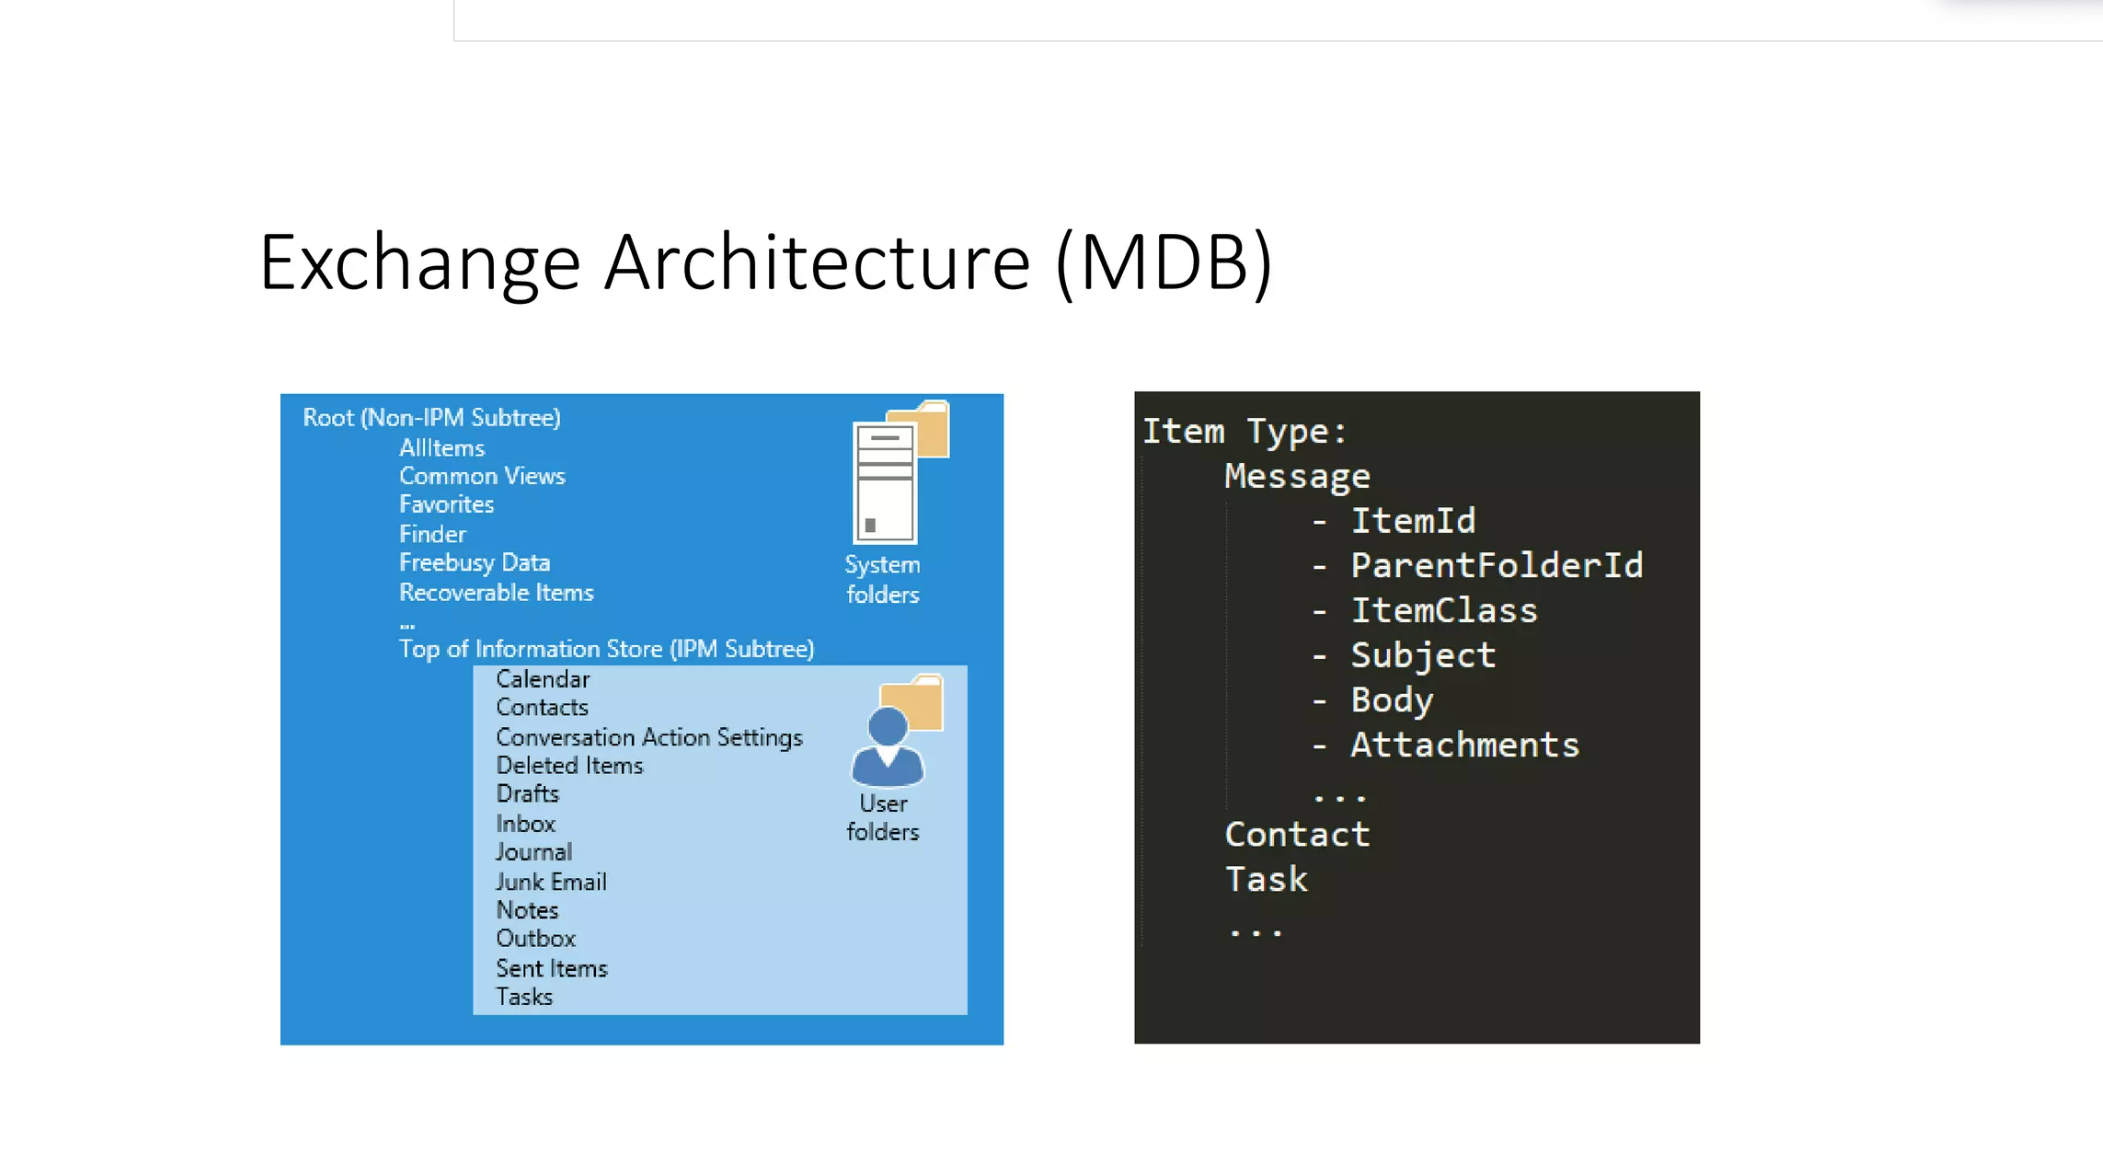 Exchange Architecture (MDB)
Root (Non-IPM Subtree)
AllItems
Common Views
Favorites
Finder
Freebusy Data
Recoverable Items
...
Top of Information Store (IPM Subtree)
System
folders
Calendar
Contacts
Conversation Action Settings
Deleted Items
Drafts
Inbox
Journal
Junk Email
Notes
Outbox
Sent Items
Tasks
User
folders
Item Type:
Message
- ItemId
- ParentFolderId
- ItemClass
- Subject
- Body
- Attachments
...
Contact
Task
...